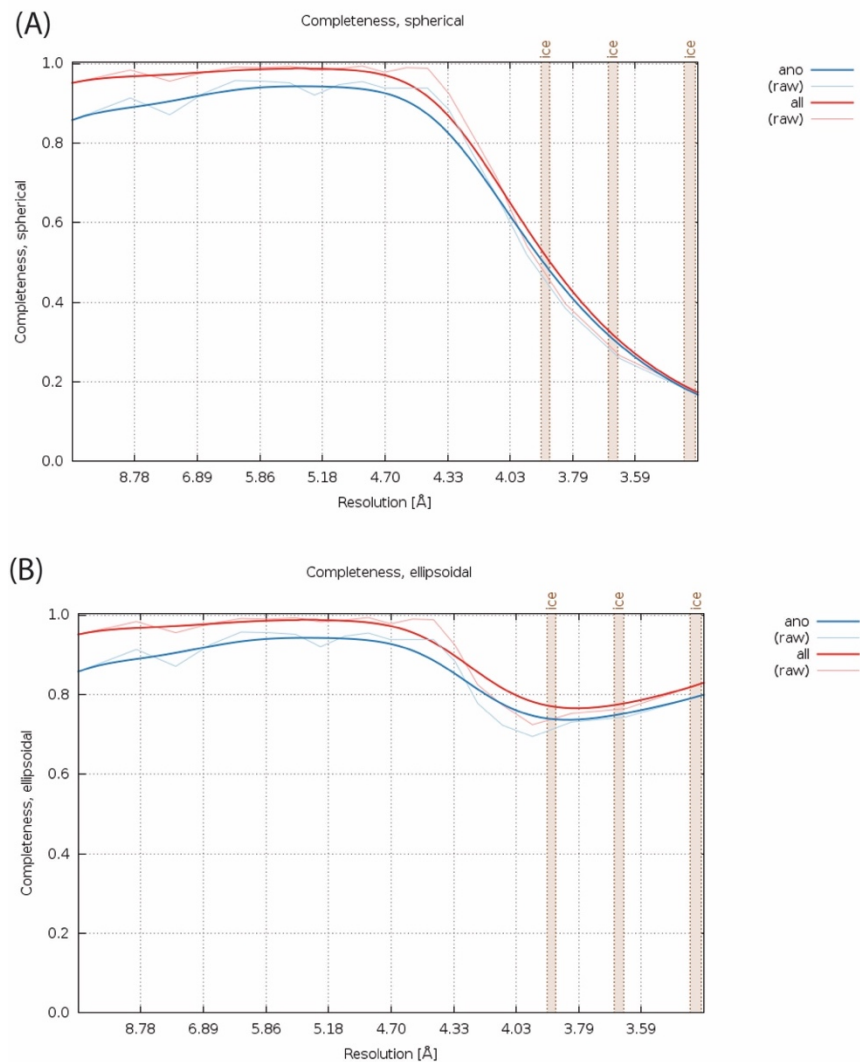 (A)
Completeness, spherical
ice ice ice
ano
(raw)
all
(raw)
1.0
0.8
0.6
0.4
0.2
0.0
Completeness, spherical
8.78 6.89 5.86 5.18 4.70 4.33 4.03 3.79 3.59
Resolution [Å]
(B)
Completeness, ellipsoidal
ice ice ice
ano
(raw)
all
(raw)
1.0
0.8
0.6
0.4
0.2
0.0
Completeness, ellipsoidal
8.78 6.89 5.86 5.18 4.70 4.33 4.03 3.79 3.59
Resolution [Å]